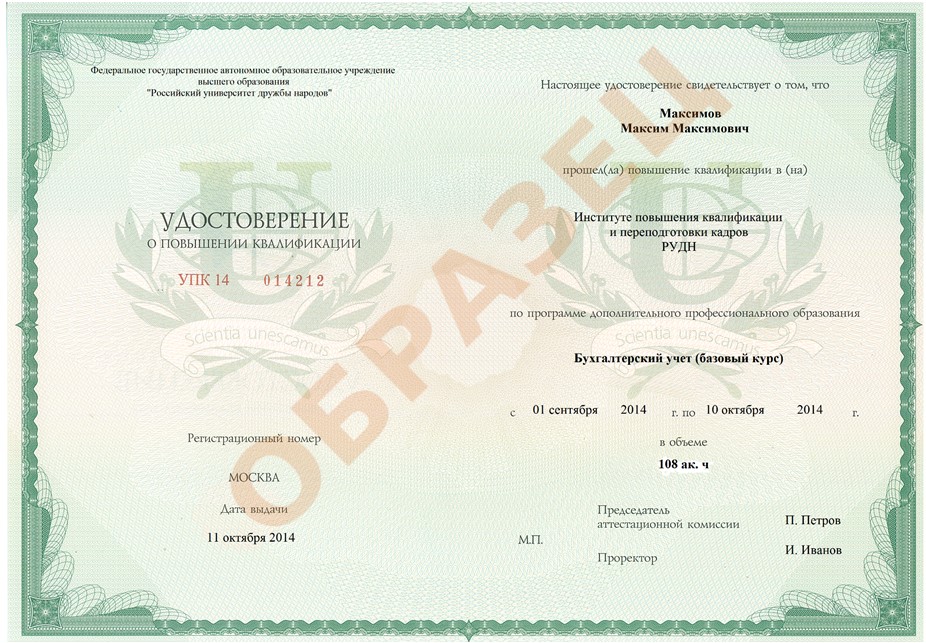 Федеральное государственное автономное образовательное учреждение
высшего образования
"Российский университет дружбы народов"
УДОСТОВЕРЕНИЕ
О ПОВЫШЕНИИ КВАЛИФИКАЦИИ
УПК 14 014212
Scientia unescamus
Регистрационный номер
МОСКВА
Дата выдачи
11 октября 2014
ОБРАЗЕЦ
Настоящее удостоверение свидетельствует о том, что
Максимов
Максим Максимович
прошел(ла) повышение квалификации в (на)
Институте повышения квалификации
и переподготовки кадров
РУДН
Scientia unescamus
по программе дополнительного профессионального образования
Бухгалтерский учет (базовый курс)
с 01 сентября 2014 г. по 10 октября 2014 г.
в объеме
108 ак. ч
Председатель
аттестационной комиссии П. Петров
М.П.
Проректор И. Иванов